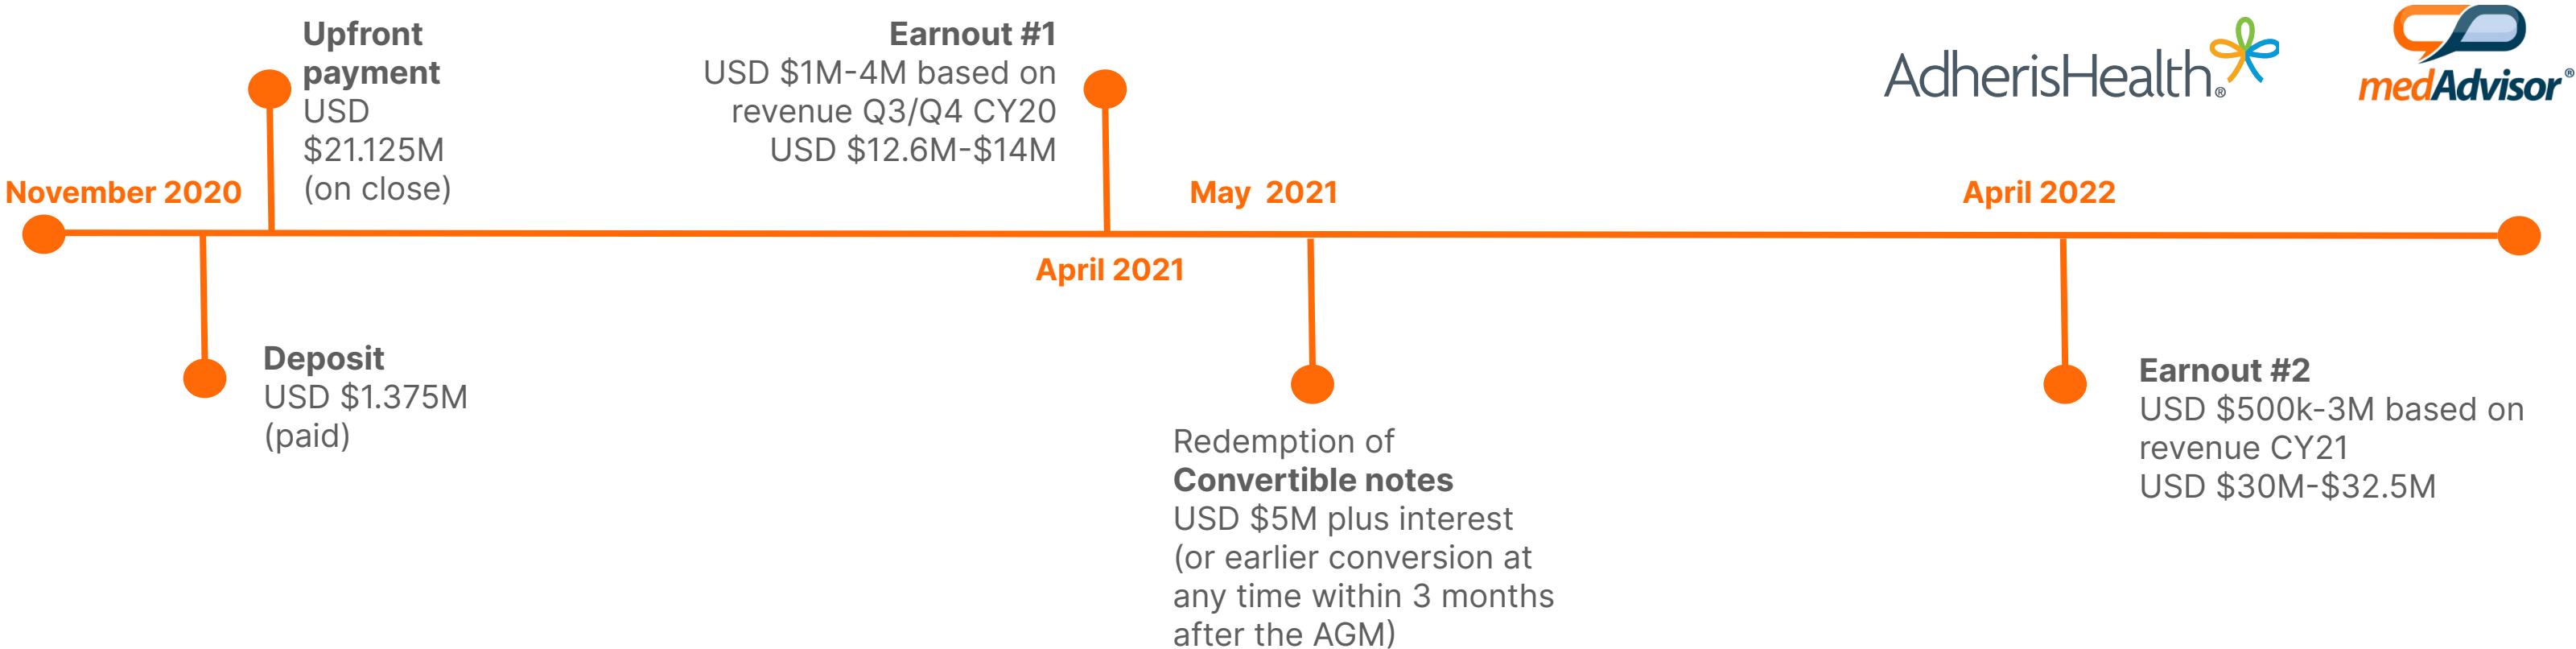 Upfront
payment
USD
$21.125M
(on close)
Earnout #1
USD $1M-4M based on
revenue Q3/Q4 CY20
USD $12.6M-$14M
AdherisHealth®
medAdvisor®
November 2020
May 2021
April 2022
April 2021
Deposit
USD $1.375M
(paid)
Redemption of
Convertible notes
USD $5M plus interest
(or earlier conversion at
any time within 3 months
after the AGM)
Earnout #2
USD $500k-3M based on
revenue CY21
USD $30M-$32.5M